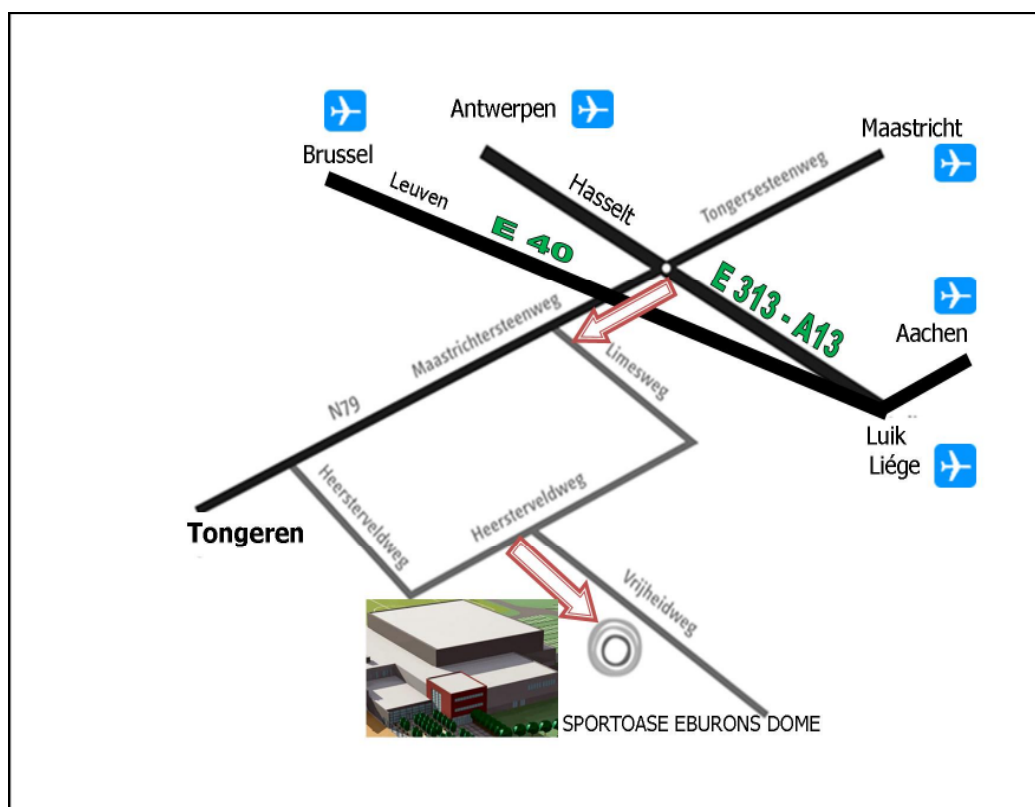 Antwerpen
Maastricht
Brussel
Leuven
Hasselt
Tongersesteenweg
E 40
E 313 - A13
Aachen
Maastrichtersteenweg
Limesweg
N79
Luik
Liége
Heersterveldweg
Heersterveldweg
Tongeren
Vrijheidweg
SPORTOASE EBURONS DOME